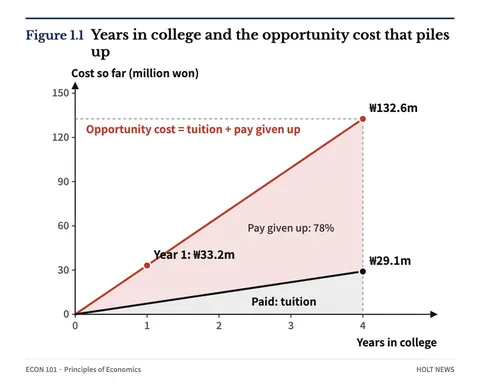 Figure 1.1 Years in college and the opportunity cost that piles
up
Cost so far (million won)
150
₩132.6m
120
Opportunity cost = tuition + pay given up
90
60
Pay given up: 78%
Year 1: ₩33.2m
₩29.1m
30
Paid: tuition
0
0 1 2 3 4
Years in college
ECON 101 · Principles of Economics HOLT NEWS